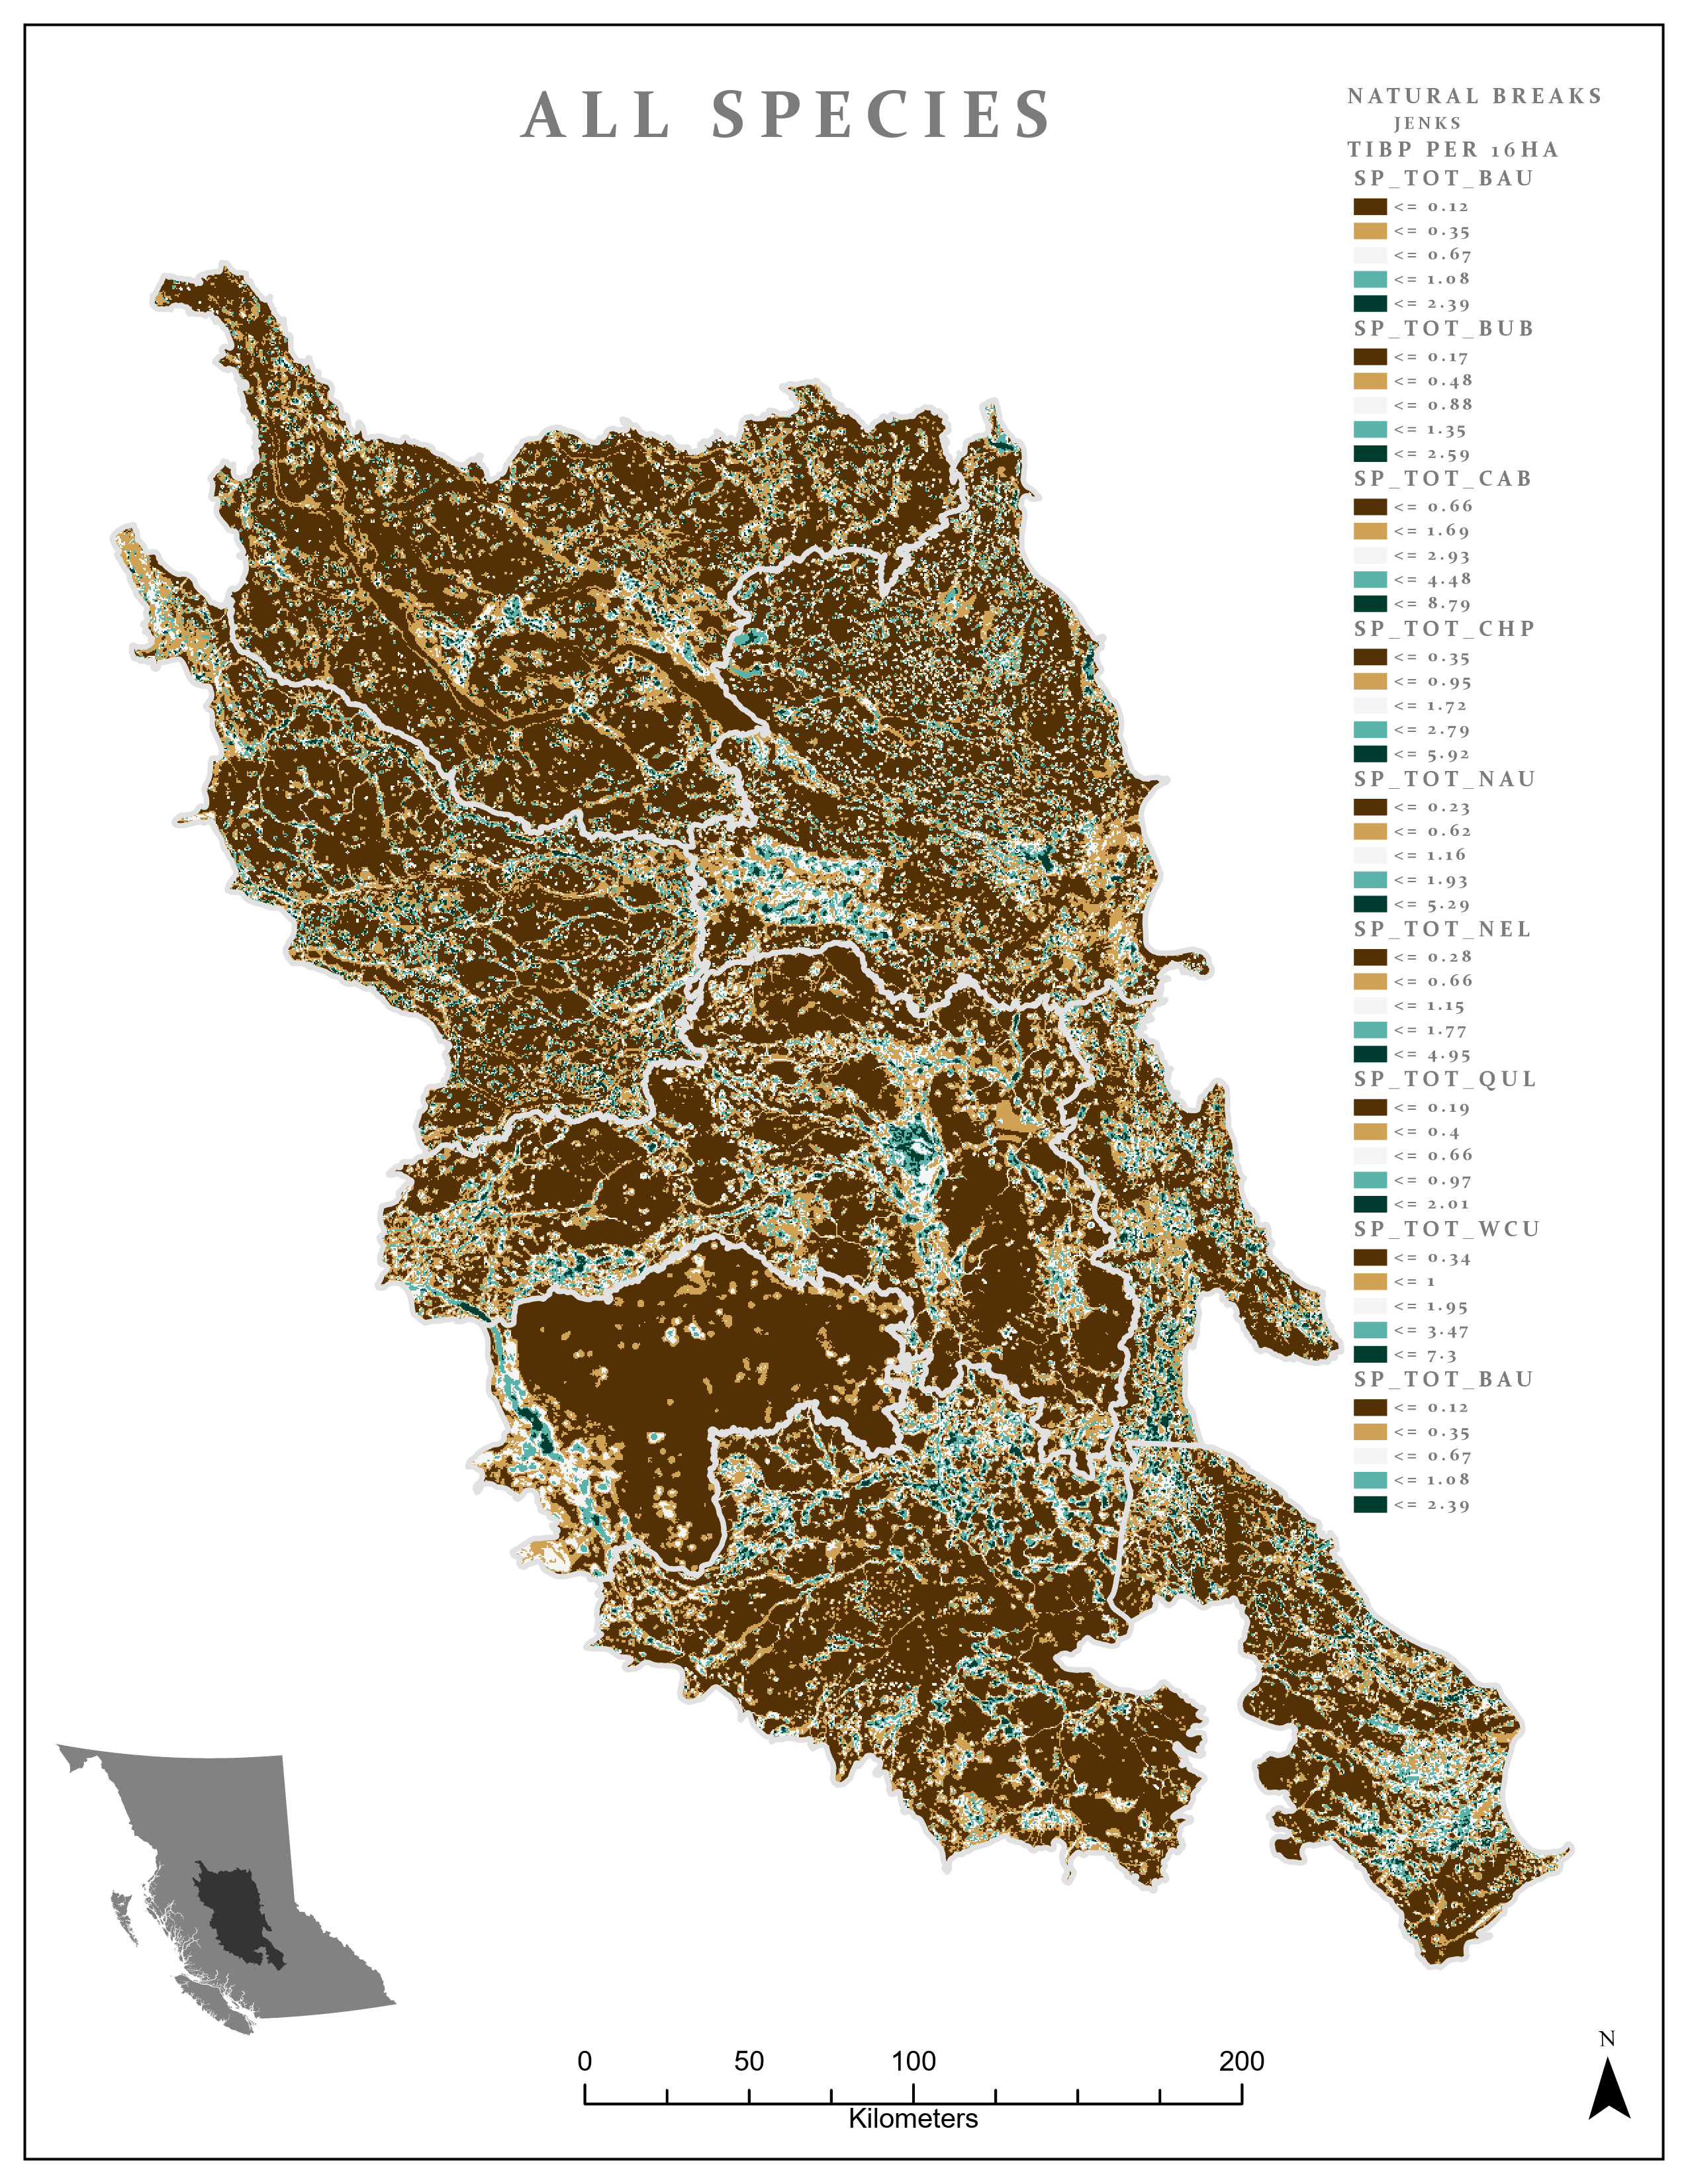 ALL SPECIES
NATURAL BREAKS
JENKS
TIBP PER 16HA
SP_TOT_BAU
<= 0.12
<= 0.35
<= 0.67
<= 1.08
<= 2.39
SP_TOT_BUB
<= 0.17
<= 0.48
<= 0.88
<= 1.35
<= 2.59
SP_TOT_CAB
<= 0.66
<= 1.69
<= 2.93
<= 4.48
<= 8.79
SP_TOT_CHP
<= 0.35
<= 0.95
<= 1.72
<= 2.79
<= 5.92
SP_TOT_NAU
<= 0.23
<= 0.62
<= 1.16
<= 1.93
<= 5.29
SP_TOT_NEL
<= 0.28
<= 0.66
<= 1.15
<= 1.77
<= 4.95
SP_TOT_QUL
<= 0.19
<= 0.4
<= 0.66
<= 0.97
<= 2.01
SP_TOT_WCU
<= 0.34
<= 1
<= 1.95
<= 3.47
<= 7.3
SP_TOT_BAU
<= 0.12
<= 0.35
<= 0.67
<= 1.08
<= 2.39
N
0 50 100 200
Kilometers